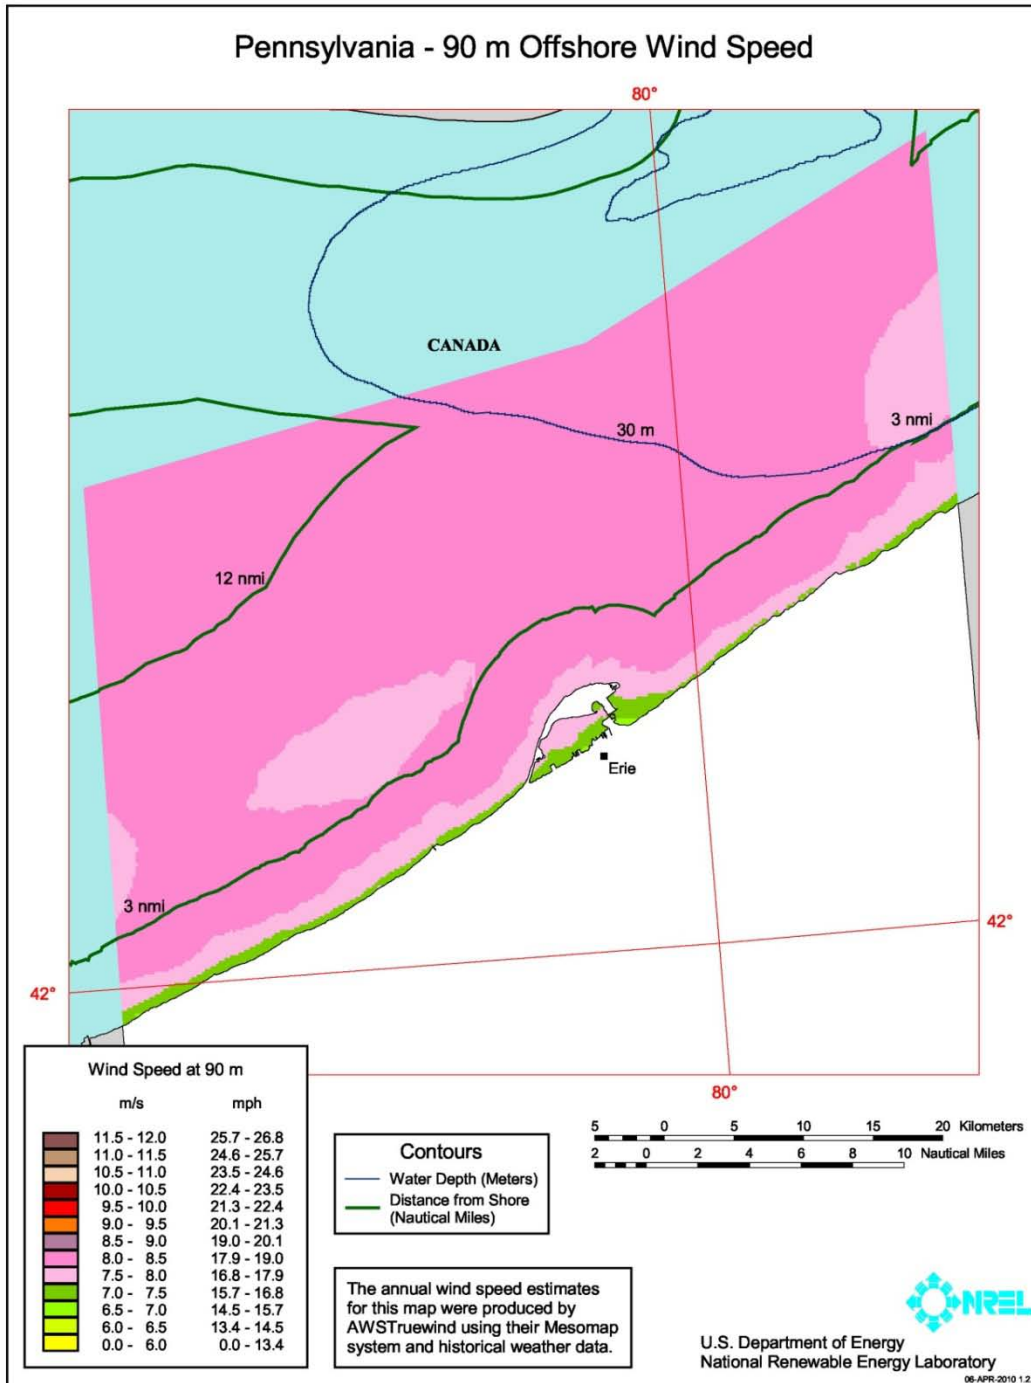 Pennsylvania - 90 m Offshore Wind Speed
80°
CANADA
3 nmi
30 m
12 nmi
Erie
3 nmi
42°
42°
80°
Wind Speed at 90 m
m/s mph
11.5 - 12.0 25.7 - 26.8
11.0 - 11.5 24.6 - 25.7
10.5 - 11.0 23.5 - 24.6
10.0 - 10.5 22.4 - 23.5
9.5 - 10.0 21.3 - 22.4
9.0 - 9.5 20.1 - 21.3
8.5 - 9.0 19.0 - 20.1
8.0 - 8.5 17.9 - 19.0
7.5 - 8.0 16.8 - 17.9
7.0 - 7.5 15.7 - 16.8
6.5 - 7.0 14.5 - 15.7
6.0 - 6.5 13.4 - 14.5
0.0 - 6.0 0.0 - 13.4
Contours
Water Depth (Meters)
Distance from Shore
(Nautical Miles)
5 0 5 10 15 20 Kilometers
2 0 2 4 6 8 10 Nautical Miles
The annual wind speed estimates
for this map were produced by
AWSTruewind using their Mesomap
system and historical weather data.
NREL
U.S. Department of Energy
National Renewable Energy Laboratory
06-APR-2010 1.2